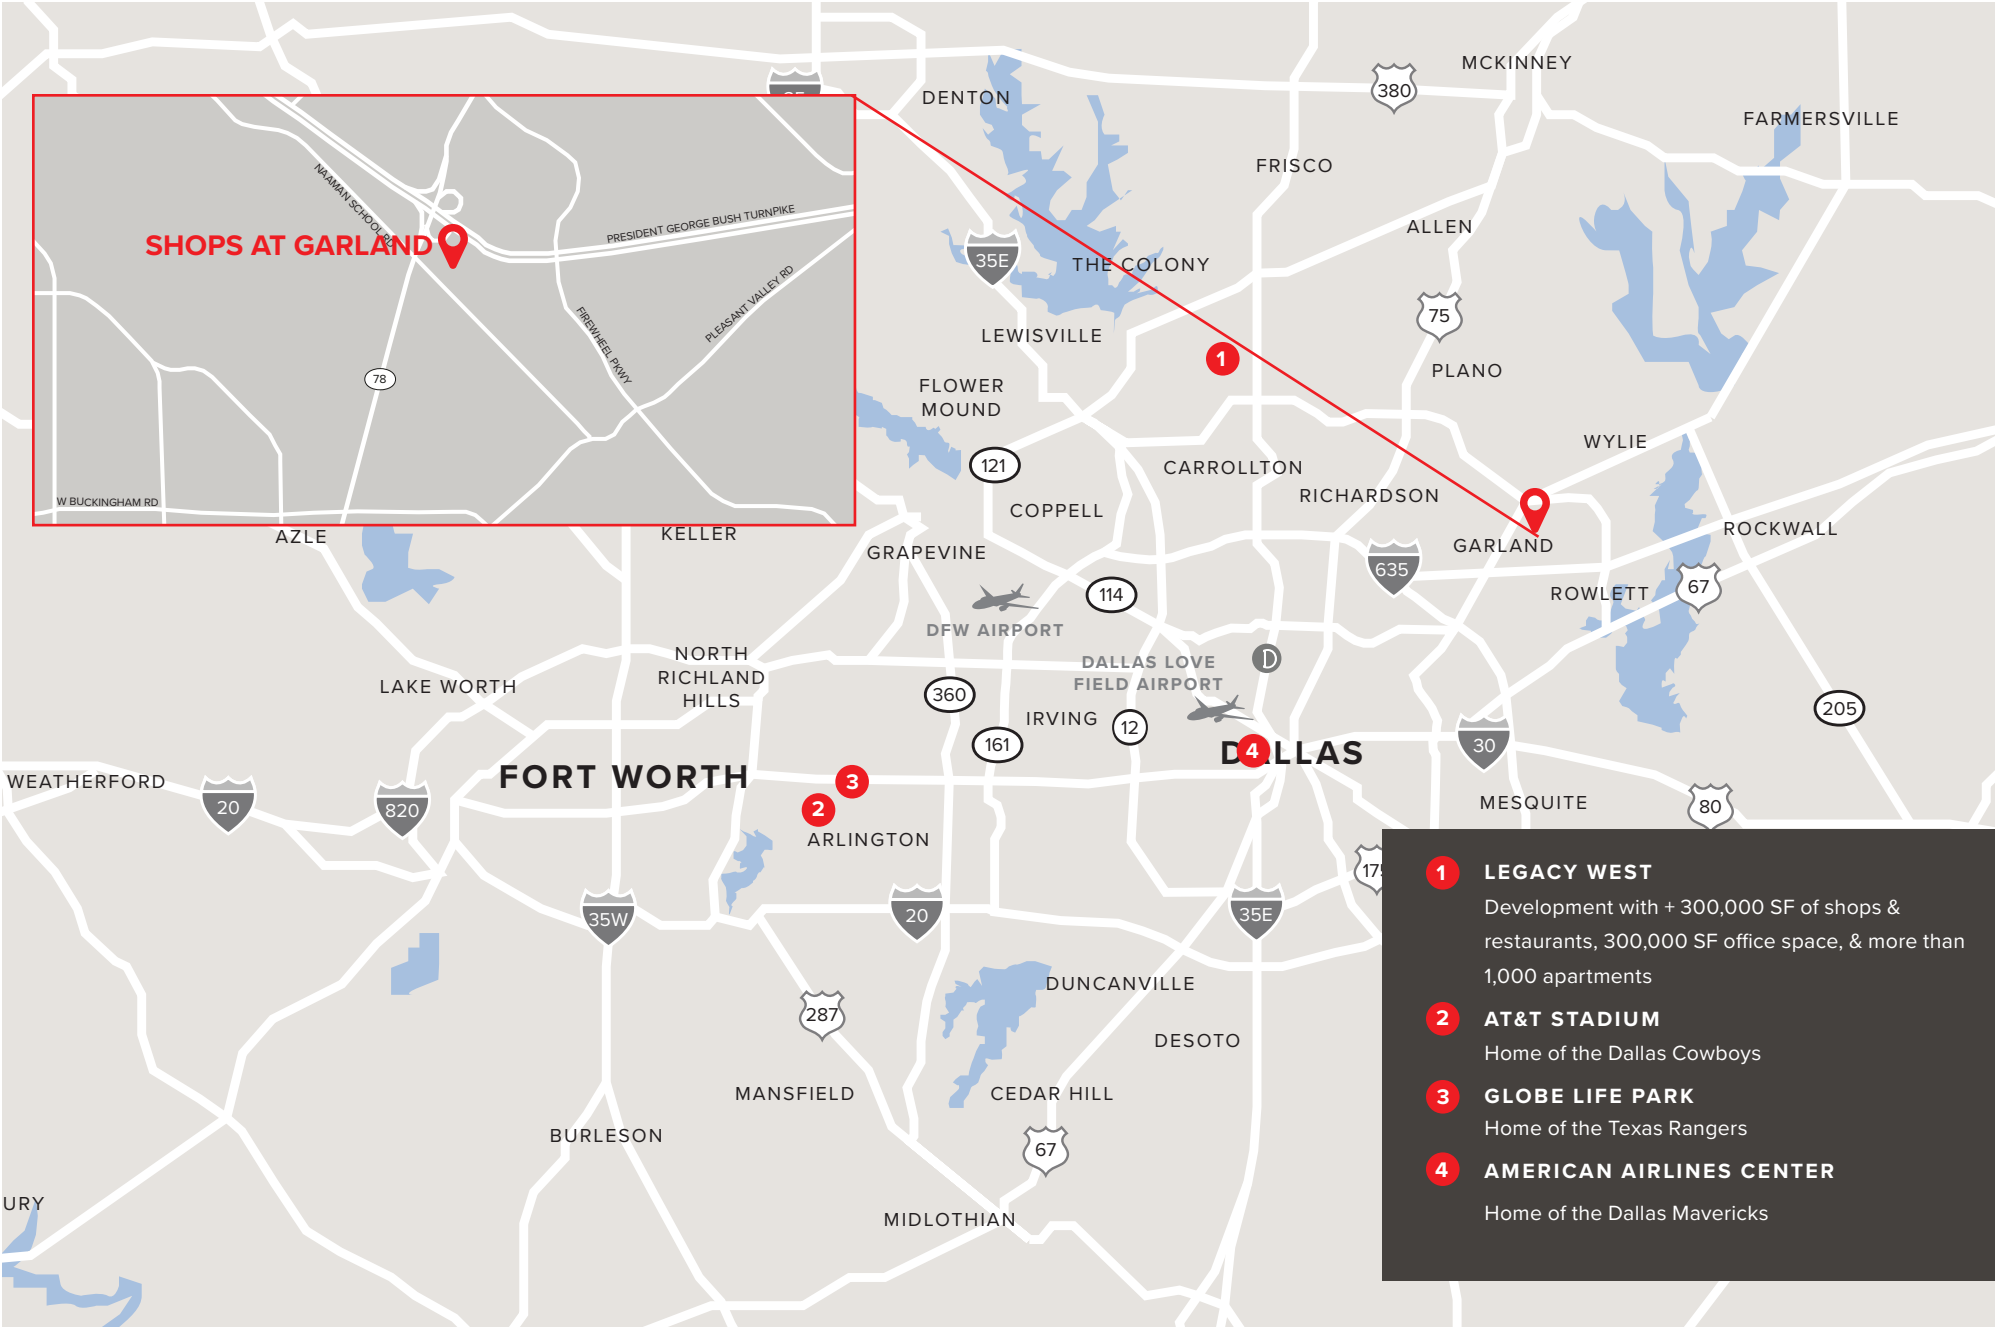 MCKINNEY
380
DENTON
FARMERSVILLE
FRISCO
NAAMAN SCHOOL RD
PRESIDENT GEORGE BUSH TURNPIKE
ALLEN
SHOPS AT GARLAND
35E
THE COLONY
PLEASANT VALLEY RD
FIREWHEEL PKWY
75
LEWISVILLE
1
PLANO
78
FLOWER
MOUND
WYLIE
121
CARROLLTON
RICHARDSON
W BUCKINGHAM RD
COPPELL
ROCKWALL
AZLE
KELLER
GRAPEVINE
GARLAND
635
114
ROWLETT
67
DFW AIRPORT
NORTH
RICHLAND
HILLS
DALLAS LOVE
FIELD AIRPORT
D
LAKE WORTH
360
IRVING
12
205
161
30
4
DALLAS
FORT WORTH
3
WEATHERFORD
20
820
2
MESQUITE
80
ARLINGTON
175
35W
20
35E
DUNCANVILLE
287
DESOTO
MANSFIELD
CEDAR HILL
BURLESON
67
URY
MIDLOTHIAN
1 LEGACY WEST
Development with + 300,000 SF of shops &
restaurants, 300,000 SF office space, & more than
1,000 apartments
2 AT&T STADIUM
Home of the Dallas Cowboys
3 GLOBE LIFE PARK
Home of the Texas Rangers
4 AMERICAN AIRLINES CENTER
Home of the Dallas Mavericks